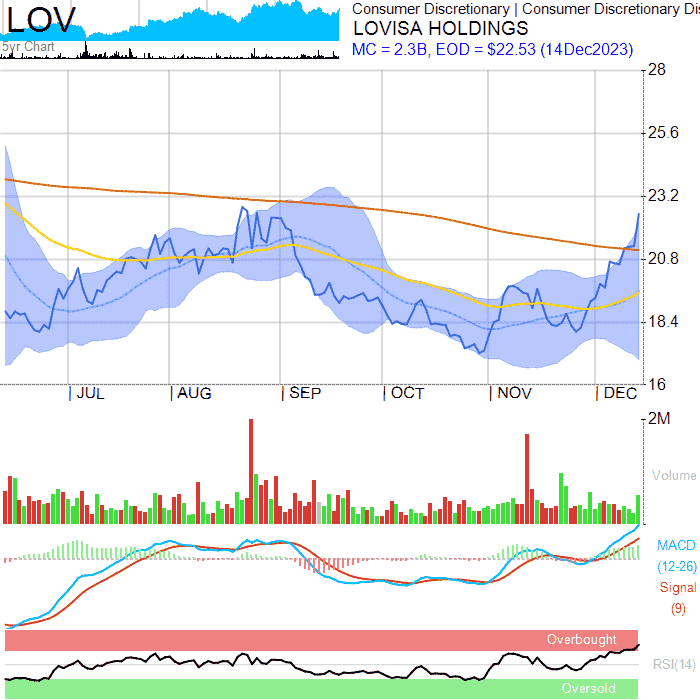 LOV
5yr Chart
Consumer Discretionary | Consumer Discretionary Dis
LOVISA HOLDINGS
MC = 2.3B, EOD = $22.53 (14Dec2023)
28
25.6
23.2
20.8
18.4
16
| JUL | AUG | SEP | OCT | NOV | DEC
2M
Volume
MACD
(12-26)
Signal
(9)
Overbought
RSI(14)
Oversold